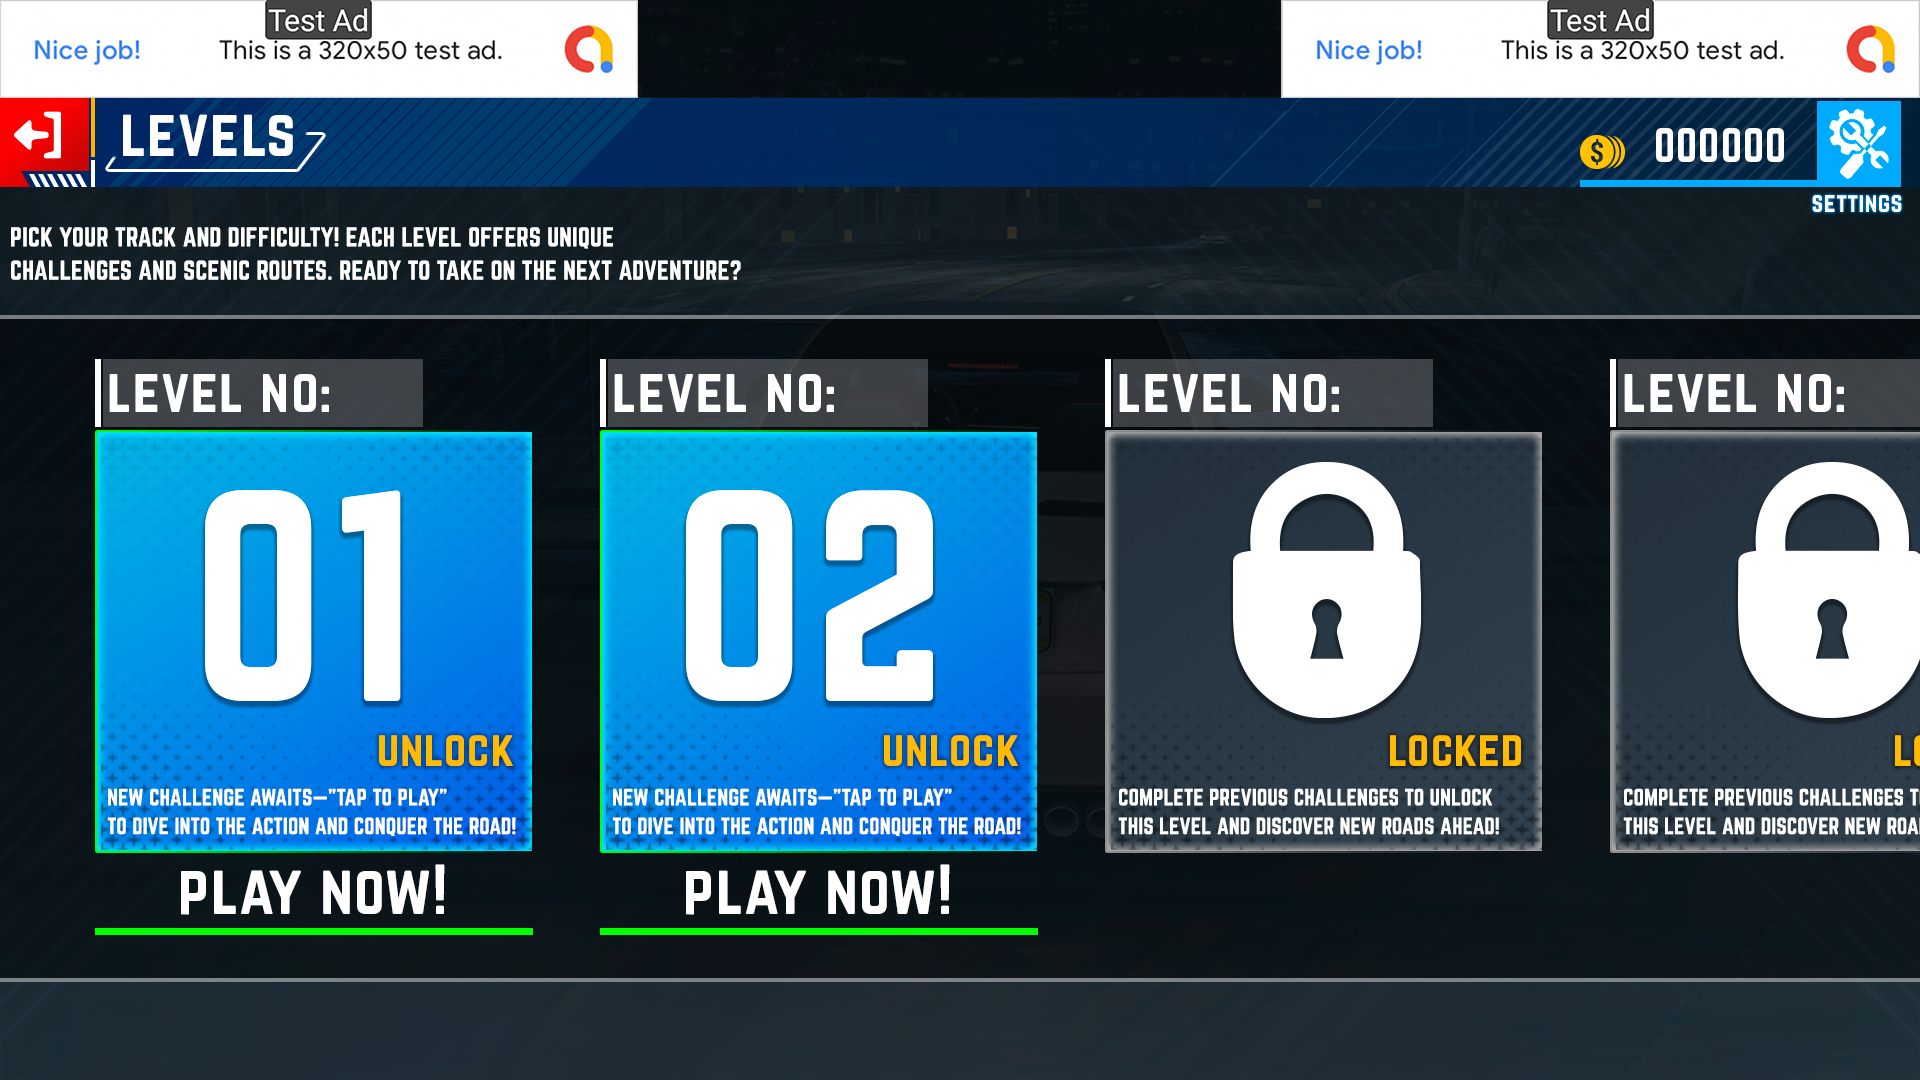 Test Ad
Nice job!
This is a 320x50 test ad.
Test Ad
Nice job!
This is a 320x50 test ad.
LEVELS
$
000000
SETTINGS
PICK YOUR TRACK AND DIFFICULTY! EACH LEVEL OFFERS UNIQUE
CHALLENGES AND SCENIC ROUTES. READY TO TAKE ON THE NEXT ADVENTURE?
LEVEL NO:
01
UNLOCK
NEW CHALLENGE AWAITS—"TAP TO PLAY"
TO DIVE INTO THE ACTION AND CONQUER THE ROAD!
PLAY NOW!
LEVEL NO:
02
UNLOCK
NEW CHALLENGE AWAITS—"TAP TO PLAY"
TO DIVE INTO THE ACTION AND CONQUER THE ROAD!
PLAY NOW!
LEVEL NO:
LOCKED
COMPLETE PREVIOUS CHALLENGES TO UNLOCK
THIS LEVEL AND DISCOVER NEW ROADS AHEAD!
LEVEL NO:
COMPLETE PREVIOUS CHALLENGES
THIS LEVEL AND DISCOVER NEW